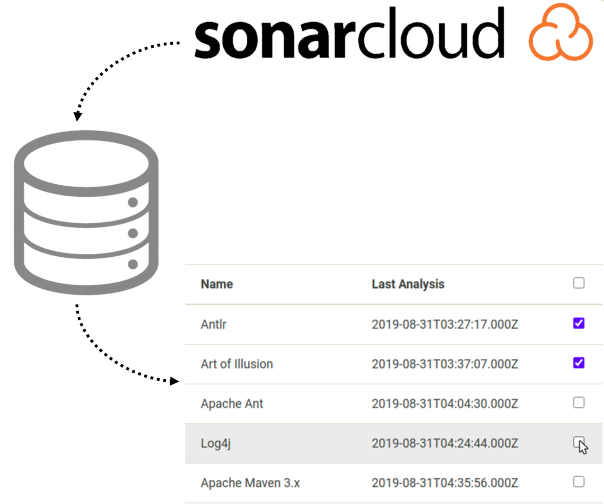 sonarcloud
Name Last Analysis
Antlr 2019-08-31T03:27:17.000Z
Art of Illusion 2019-08-31T03:37:07.000Z
Apache Ant 2019-08-31T04:04:30.000Z
Log4j 2019-08-31T04:24:44.000Z
Apache Maven 3.x 2019-08-31T04:35:56.000Z